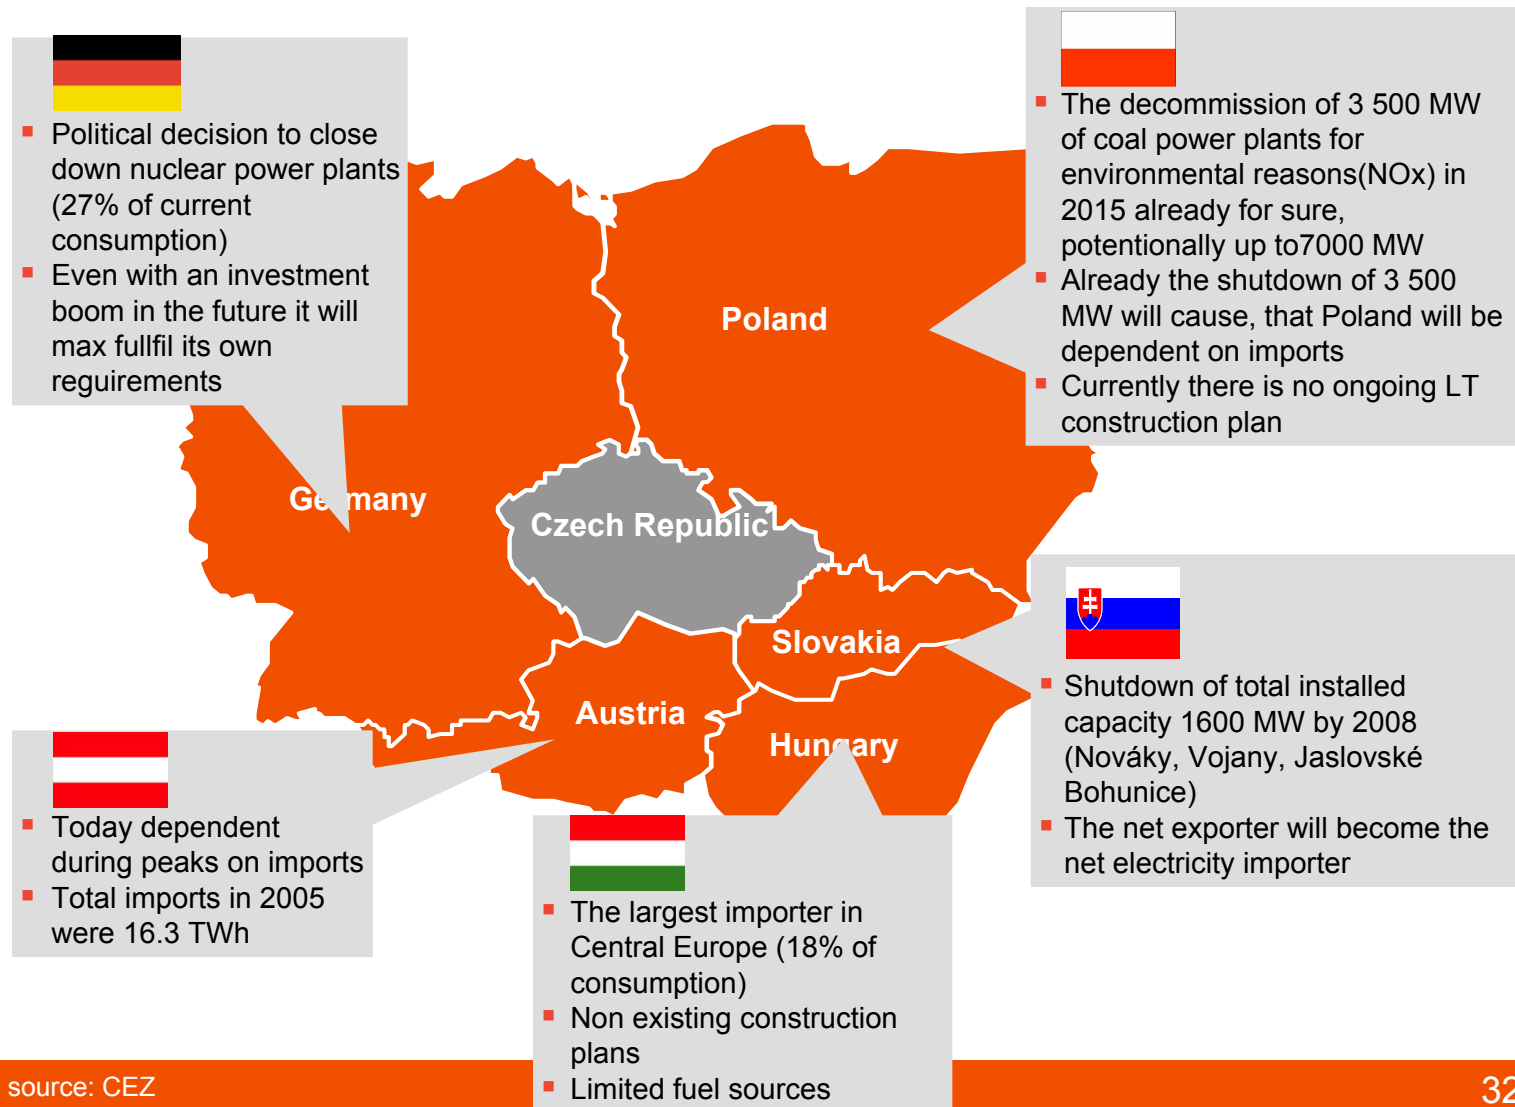 Political decision to close
down nuclear power plants
(27% of current
consumption)
Even with an investment
boom in the future it will
max fullfil its own
reguirements
The decommission of 3 500 MW
of coal power plants for
environmental reasons(NOx) in
2015 already for sure,
potentially up to7000 MW
Already the shutdown of 3 500
MW will cause, that Poland will be
dependent on imports
Currently there is no ongoing LT
construction plan
Poland
Germany
Czech Republic
Slovakia
Austria
Hungary
Shutdown of total installed
capacity 1600 MW by 2008
(Nováky, Vojany, Jaslovské
Bohunice)
The net exporter will become the
net electricity importer
Today dependent
during peaks on imports
Total imports in 2005
were 16.3 TWh
The largest importer in
Central Europe (18% of
consumption)
Non existing construction
plans
Limited fuel sources
source: CEZ
32